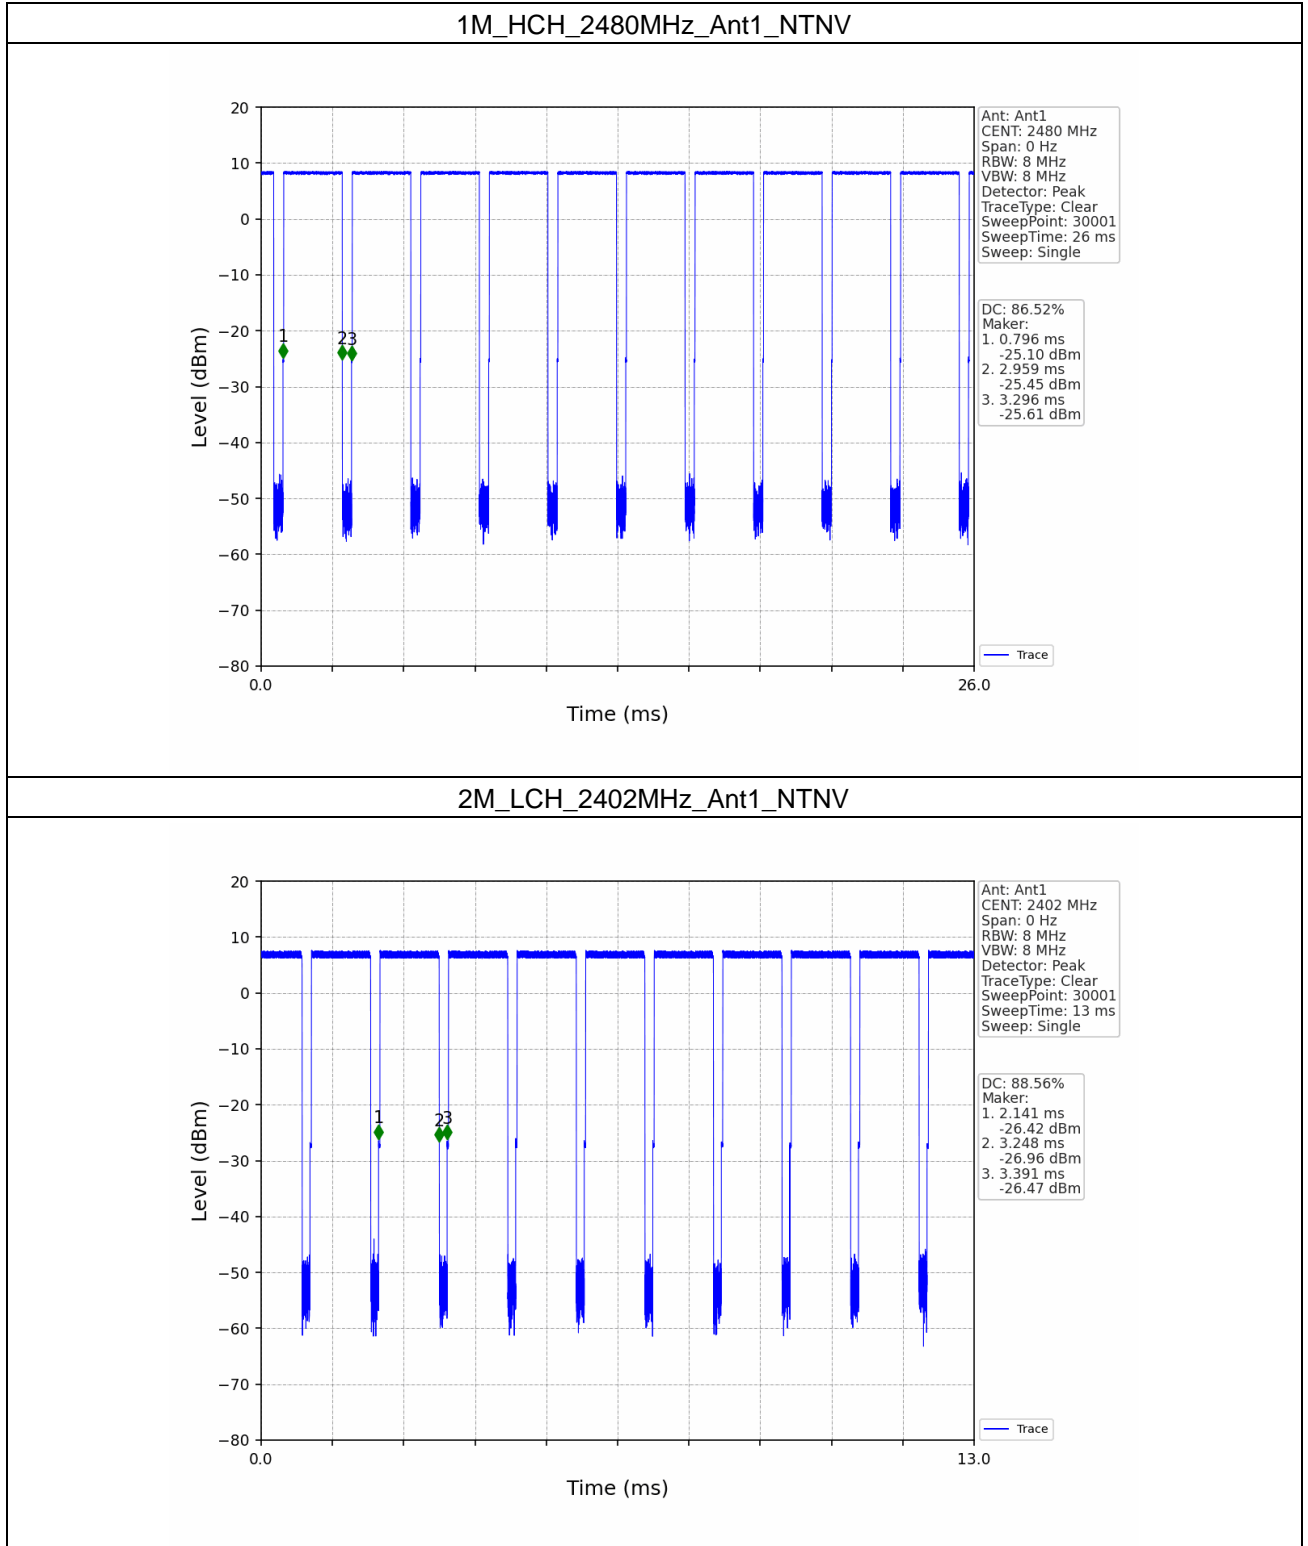 1M_HCH_2480MHz_Ant1_NTNV
20
10
0
−10
−20
−30
−40
−50
−60
−70
−80
Level (dBm)
1
2
3
0.0
26.0
Time (ms)
Ant: Ant1
CENT: 2480 MHz
Span: 0 Hz
RBW: 8 MHz
VBW: 8 MHz
Detector: Peak
TraceType: Clear
SweepPoint: 30001
SweepTime: 26 ms
Sweep: Single
DC: 86.52%
Maker:
1. 0.796 ms
-25.10 dBm
2. 2.959 ms
-25.45 dBm
3. 3.296 ms
-25.61 dBm
Trace
2M_LCH_2402MHz_Ant1_NTNV
20
10
0
−10
−20
−30
−40
−50
−60
−70
−80
Level (dBm)
1
2
3
0.0
13.0
Time (ms)
Ant: Ant1
CENT: 2402 MHz
Span: 0 Hz
RBW: 8 MHz
VBW: 8 MHz
Detector: Peak
TraceType: Clear
SweepPoint: 30001
SweepTime: 13 ms
Sweep: Single
DC: 88.56%
Maker:
1. 2.141 ms
-26.42 dBm
2. 3.248 ms
-26.96 dBm
3. 3.391 ms
-26.47 dBm
Trace